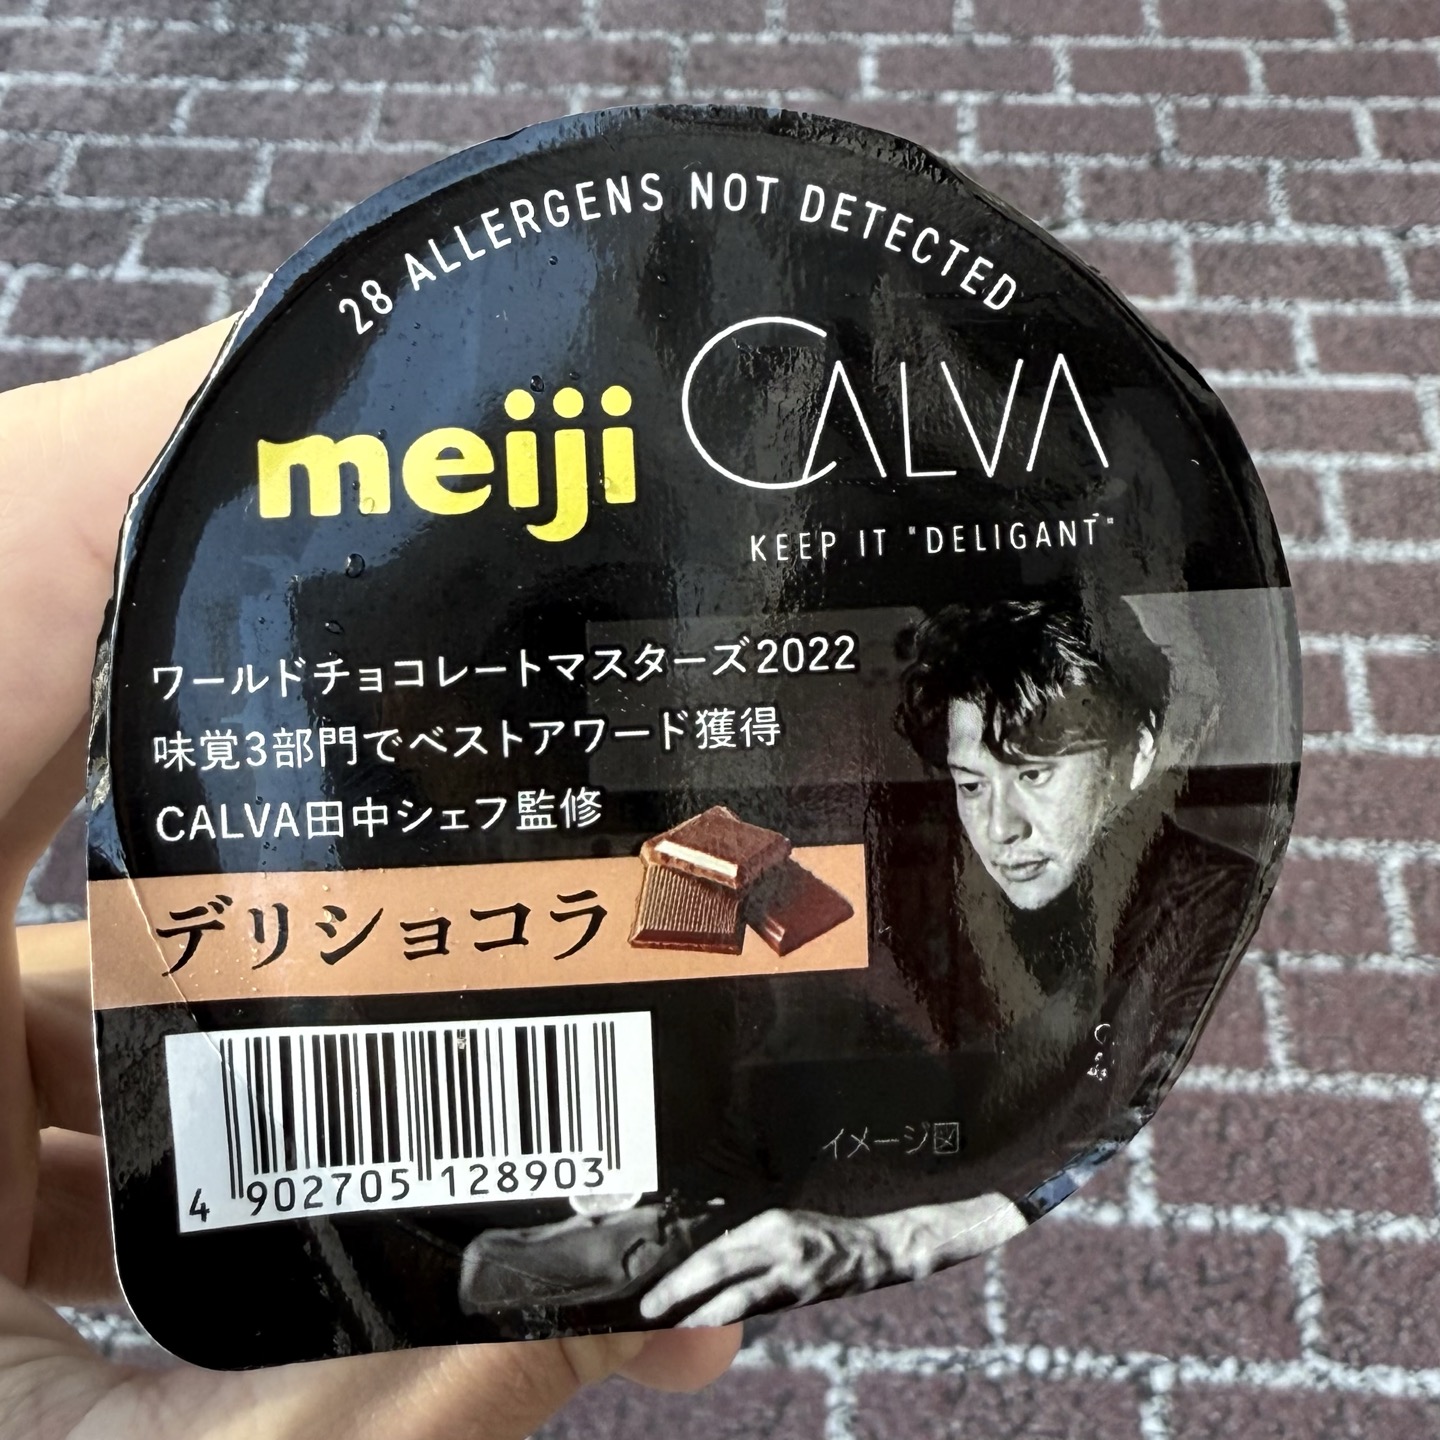 28 ALLERGENS NOT DETECTED
meiji CALVA
KEEP IT "DELIGANT"
ワールドチョコレートマスターズ2022
味覚3部門でベストアワード獲得
CALVA田中シェフ監修
デリショコラ
4 902705 128903
イメージ図